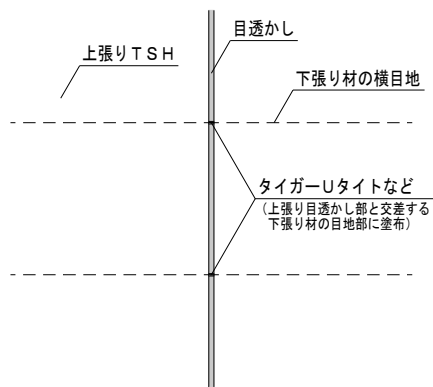 目透かし
上張りＴＳＨ
下張り材の横目地
タイガーＵタイトなど
(上張り目透かし部と交差する
下張り材の目地部に塗布)